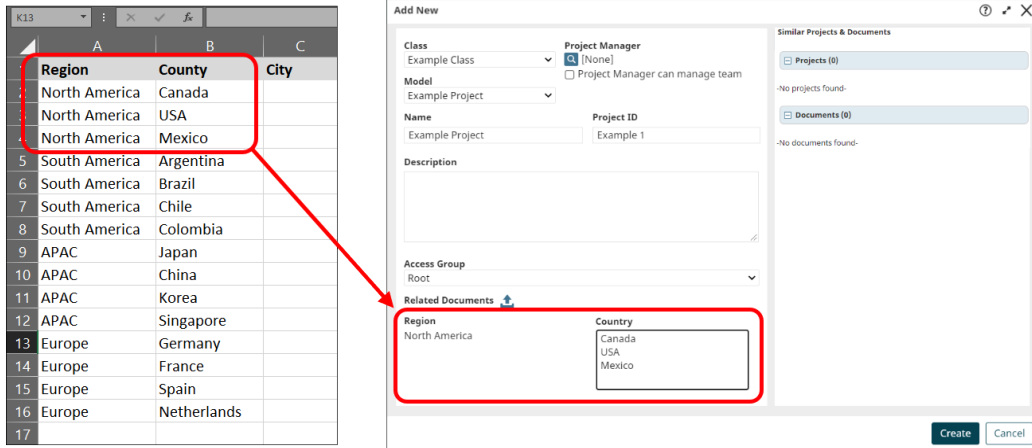 K13
fx
A B C
1 Region County City
2 North America Canada
3 North America USA
4 North America Mexico
5 South America Argentina
6 South America Brazil
7 South America Chile
8 South America Colombia
9 APAC Japan
10 APAC China
11 APAC Korea
12 APAC Singapore
13 Europe Germany
14 Europe France
15 Europe Spain
16 Europe Netherlands
17
Add New
Class
Example Class
Project Manager
[None]
Project Manager can manage team
Model
Example Project
Name
Example Project
Project ID
Example 1
Description
Access Group
Root
Related Documents
Region
North America
Country
Canada
USA
Mexico
Similar Projects & Documents
Projects (0)
-No projects found-
Documents (0)
-No documents found-
Create
Cancel